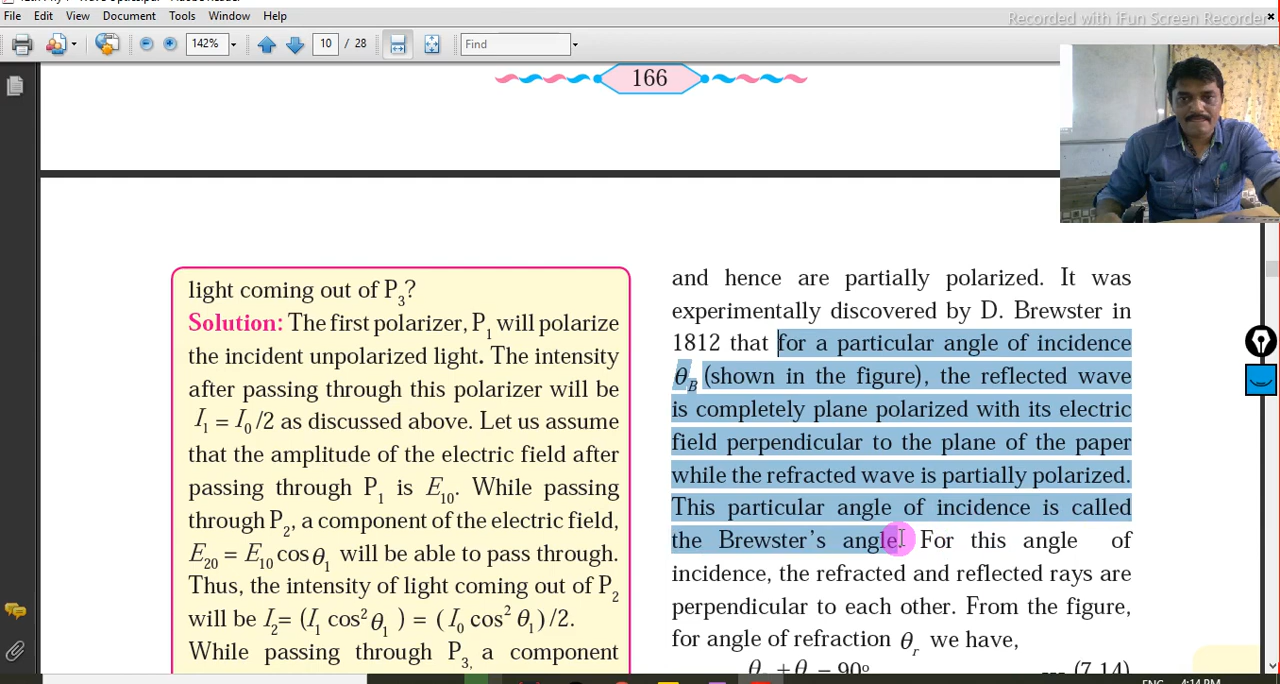 File Edit View Document Tools Window Help
Recorded with iFun Screen Recorder
142%
10 / 28
Find
166
light coming out of P3?
Solution: The first polarizer, P1 will polarize
the incident unpolarized light. The intensity
after passing through this polarizer will be
I1 = I0/2 as discussed above. Let us assume
that the amplitude of the electric field after
passing through P1 is E10. While passing
through P2, a component of the electric field,
E20 = E10 cos θ1 will be able to pass through.
Thus, the intensity of light coming out of P2
will be I2= (I1 cos² θ1 ) = ( I0 cos² θ1 )/2.
While passing through P3, a component
and hence are partially polarized. It was
experimentally discovered by D. Brewster in
1812 that for a particular angle of incidence
θB (shown in the figure), the reflected wave
is completely plane polarized with its electric
field perpendicular to the plane of the paper
while the refracted wave is partially polarized.
This particular angle of incidence is called
the Brewster's angle. For this angle of
incidence, the refracted and reflected rays are
perpendicular to each other. From the figure,
for angle of refraction θr we have,
(7.14)
ENG 4:14 PM